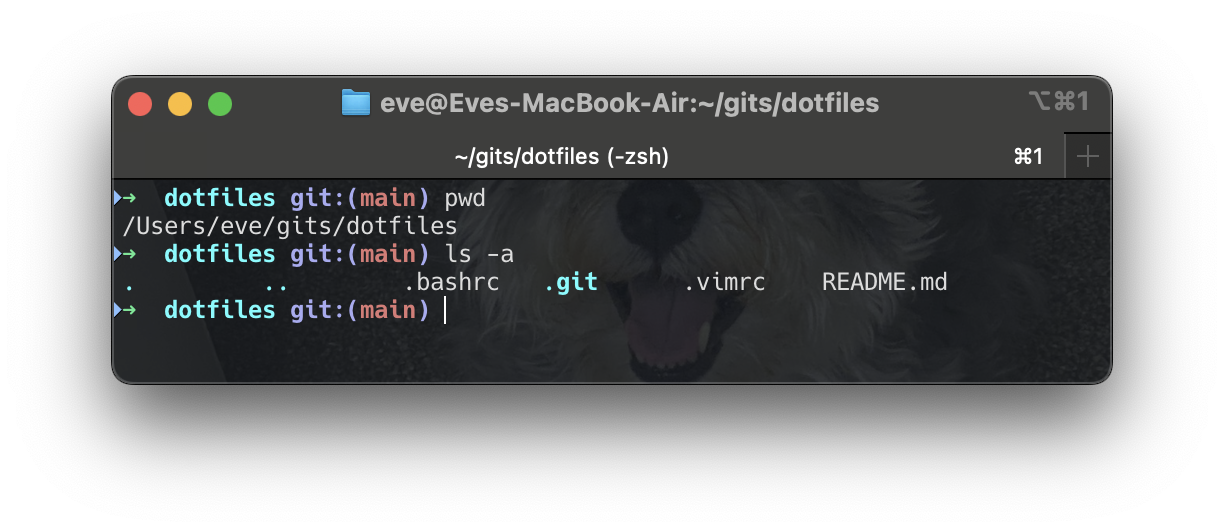 eve@Eves-MacBook-Air:~/gits/dotfiles ⌥⌘1
~/gits/dotfiles (-zsh) ⌘1 +
→ dotfiles git:(main) pwd
/Users/eve/gits/dotfiles
→ dotfiles git:(main) ls -a
. .. .bashrc .git .vimrc README.md
→ dotfiles git:(main)